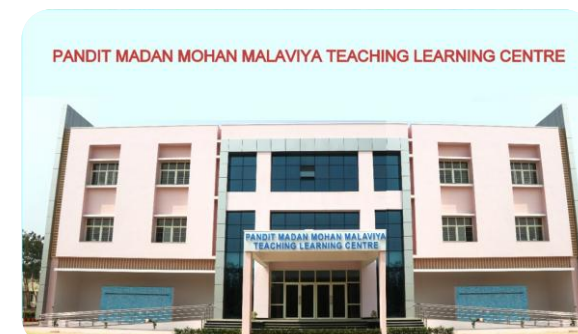 PANDIT MADAN MOHAN MALAVIYA TEACHING LEARNING CENTRE
PANDIT MADAN MOHAN MALAVIYA
TEACHING LEARNING CENTRE